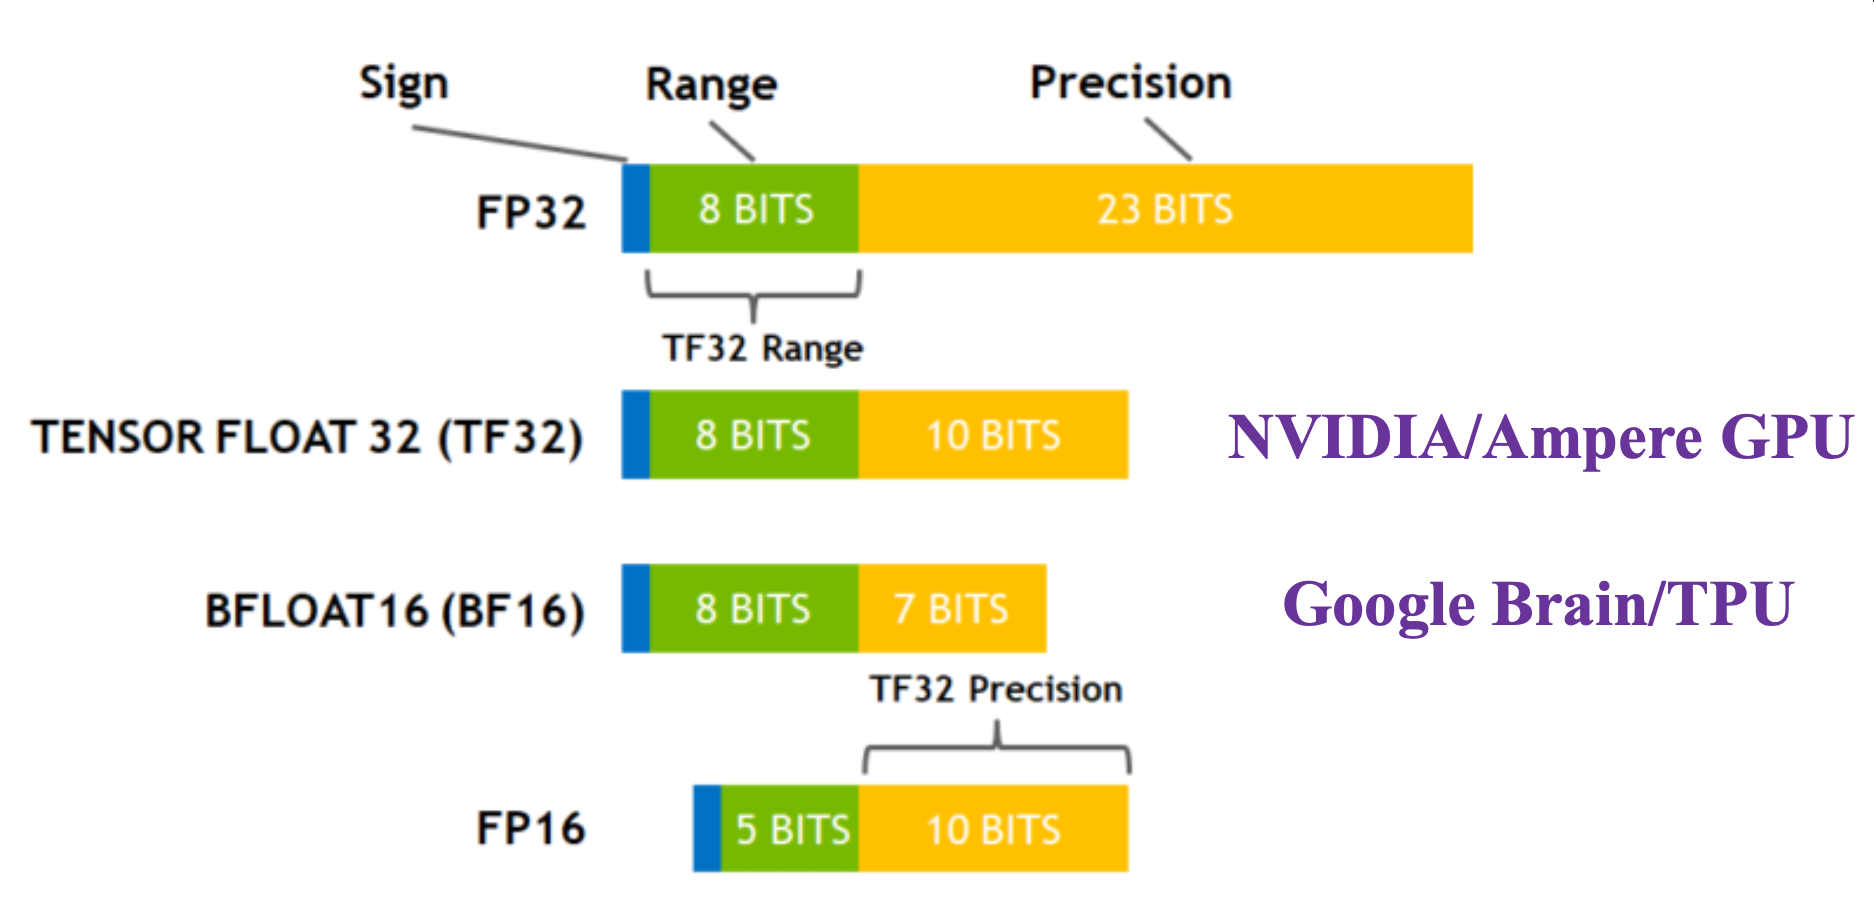 Sign Range Precision
FP32 8 BITS 23 BITS
TF32 Range
TENSOR FLOAT 32 (TF32) 8 BITS 10 BITS NVIDIA/Ampere GPU
BFLOAT16 (BF16) 8 BITS 7 BITS Google Brain/TPU
TF32 Precision
FP16 5 BITS 10 BITS